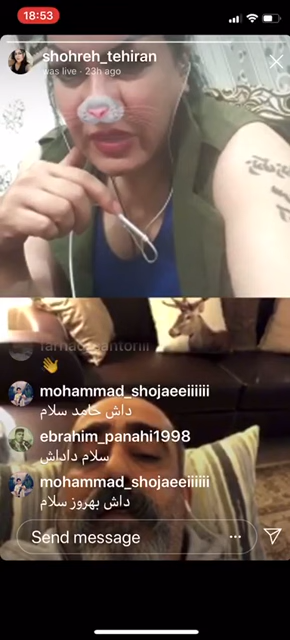 18:53
shohreh_tehiran
was live · 23h ago
👋
mohammad_shojaeeiiiiii
داش حامد سلام
ebrahim_panahi1998
سلام داداش
mohammad_shojaeeiiiiii
داش بهروز سلام
Send message